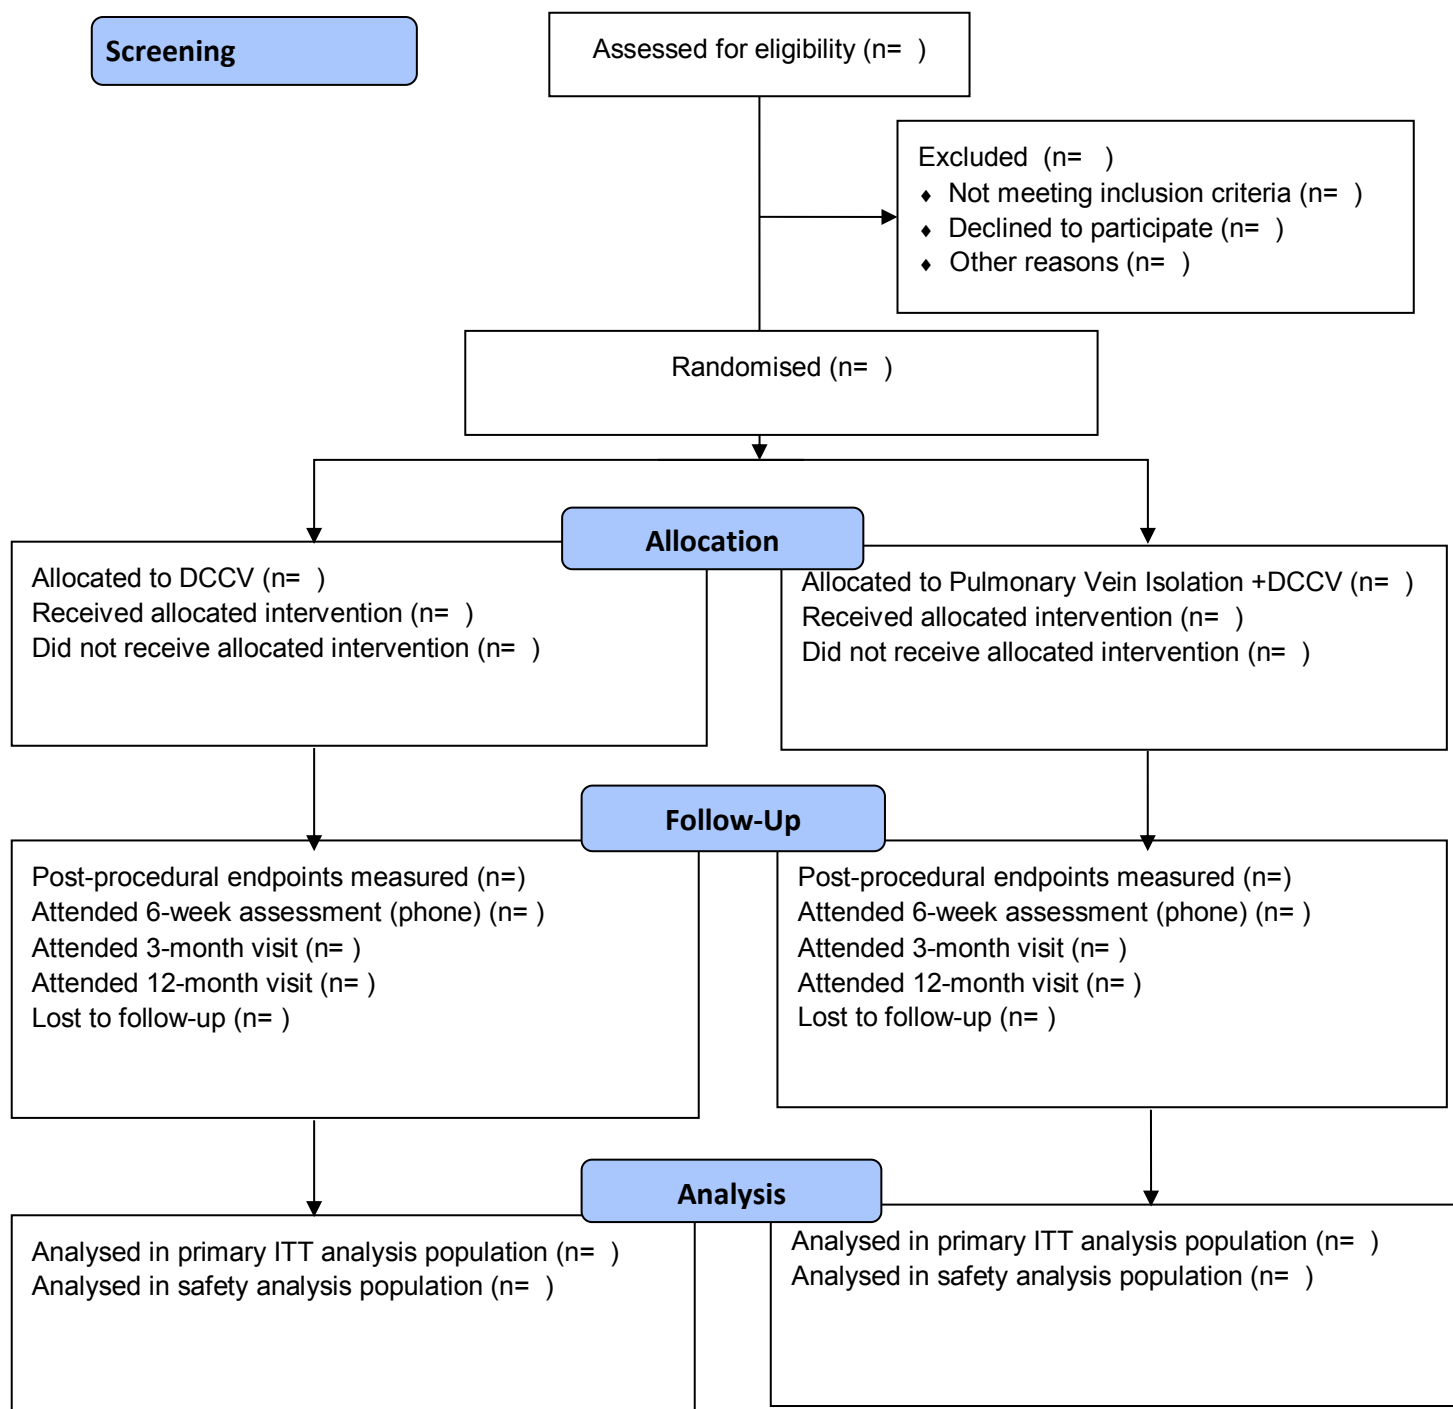 Screening
Assessed for eligibility (n=  )
Excluded  (n=   )
♦ Not meeting inclusion criteria (n=  )
♦ Declined to participate (n=  )
♦ Other reasons (n=  )
Randomised (n=  )
Allocation
Allocated to DCCV (n=  )
Received allocated intervention (n=  )
Did not receive allocated intervention (n=  )
Allocated to Pulmonary Vein Isolation +DCCV (n=  )
Received allocated intervention (n=  )
Did not receive allocated intervention (n=  )
Follow-Up
Post-procedural endpoints measured (n=)
Attended 6-week assessment (phone) (n= )
Attended 3-month visit (n= )
Attended 12-month visit (n= )
Lost to follow-up (n= )
Post-procedural endpoints measured (n=)
Attended 6-week assessment (phone) (n= )
Attended 3-month visit (n= )
Attended 12-month visit (n= )
Lost to follow-up (n= )
Analysis
Analysed in primary ITT analysis population (n=  )
Analysed in safety analysis population (n=  )
Analysed in primary ITT analysis population (n=  )
Analysed in safety analysis population (n=  )